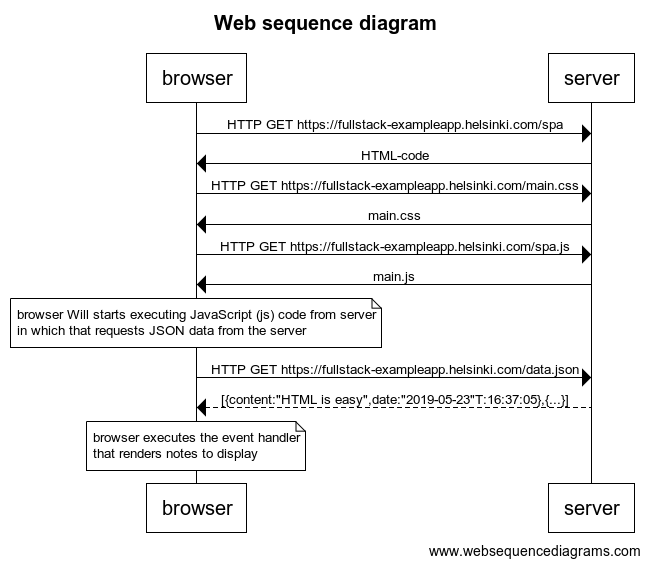 Web sequence diagram
browser server
HTTP GET https://fullstack-exampleapp.helsinki.com/spa
HTML-code
HTTP GET https://fullstack-exampleapp.helsinki.com/main.css
main.css
HTTP GET https://fullstack-exampleapp.helsinki.com/spa.js
main.js
browser Will starts executing JavaScript (js) code from server
in which that requests JSON data from the server
HTTP GET https://fullstack-exampleapp.helsinki.com/data.json
[{content:"HTML is easy",date:"2019-05-23"T:16:37:05},{...}]
browser executes the event handler
that renders notes to display
browser server
www.websequencediagrams.com